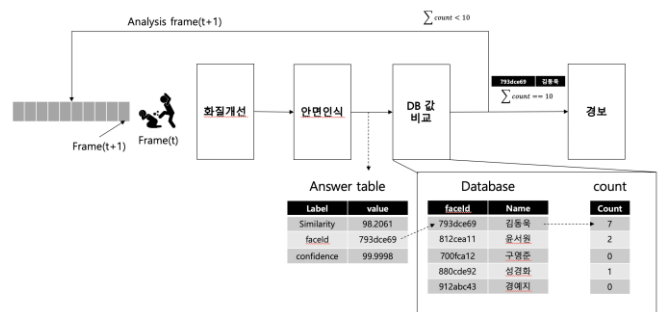 Analysis frame(t+1)
∑ count < 10
793dce69 김동욱
∑ count == 10
화질개선
안면인식
DB 값
비교
경보
Frame(t+1)
Frame(t)
Answer table
Label value
Similarity 98.2061
faceId 793dce69
confidence 99.9998
Database
faceId Name
793dce69 김동욱
812cea11 윤서원
700fca12 구영준
880cde92 성경화
912abc43 경예지
count
Count
7
2
0
1
0